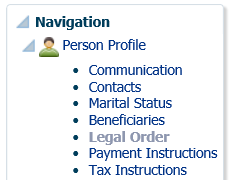 Navigation
Person Profile
Communication
Contacts
Marital Status
Beneficiaries
Legal Order
Payment Instructions
Tax Instructions